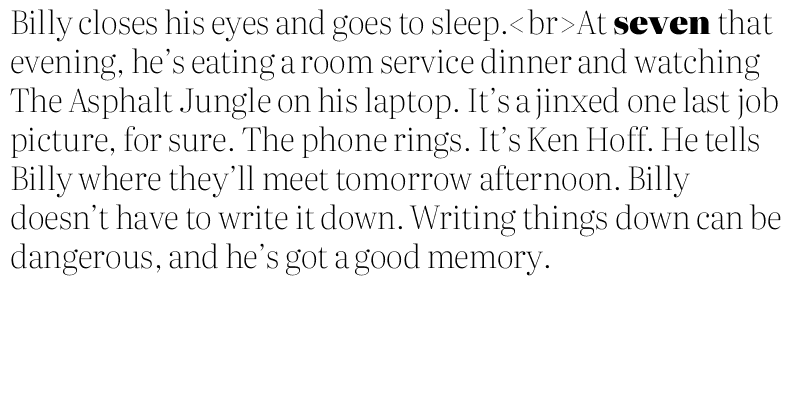 Billy closes his eyes and goes to sleep.<br>At seven that
evening, he’s eating a room service dinner and watching
The Asphalt Jungle on his laptop. It’s a jinxed one last job
picture, for sure. The phone rings. It’s Ken Hoff. He tells
Billy where they’ll meet tomorrow afternoon. Billy
doesn’t have to write it down. Writing things down can be
dangerous, and he’s got a good memory.